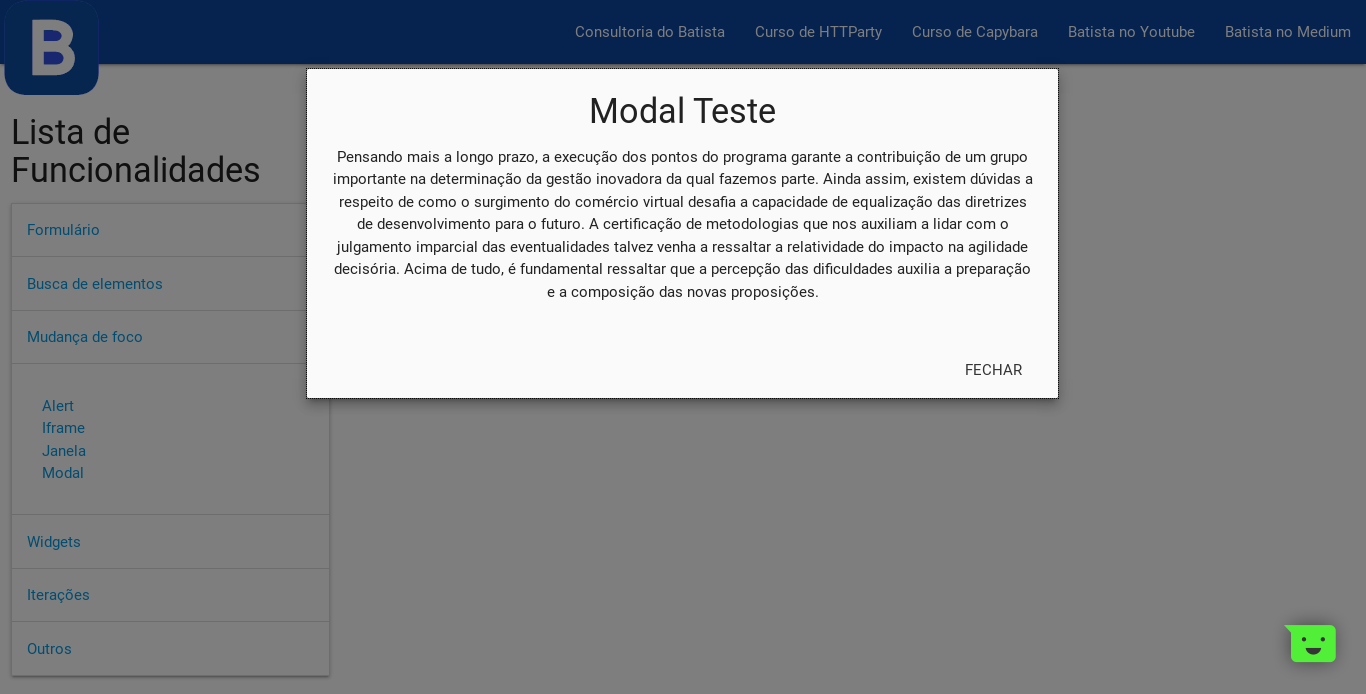 B
Consultoria do Batista
Curso de HTTParty
Curso de Capybara
Batista no Youtube
Batista no Medium
Lista de
Funcionalidades
Formulário
Busca de elementos
Mudança de foco
Alert
Iframe
Janela
Modal
Widgets
Iterações
Outros
Modal Teste
Pensando mais a longo prazo, a execução dos pontos do programa garante a contribuição de um grupo
importante na determinação da gestão inovadora da qual fazemos parte. Ainda assim, existem dúvidas a
respeito de como o surgimento do comércio virtual desafia a capacidade de equalização das diretrizes
de desenvolvimento para o futuro. A certificação de metodologias que nos auxiliam a lidar com o
julgamento imparcial das eventualidades talvez venha a ressaltar a relatividade do impacto na agilidade
decisória. Acima de tudo, é fundamental ressaltar que a percepção das dificuldades auxilia a preparação
e a composição das novas proposições.
FECHAR